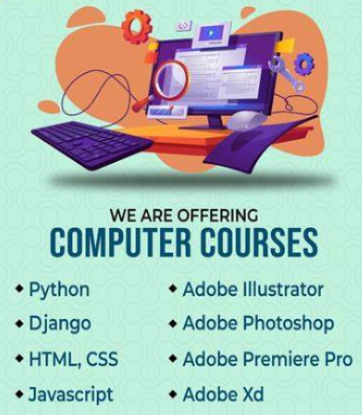 WE ARE OFFERING
COMPUTER COURSES
Python
Django
HTML, CSS
Javascript
Adobe Illustrator
Adobe Photoshop
Adobe Premiere Pro
Adobe Xd